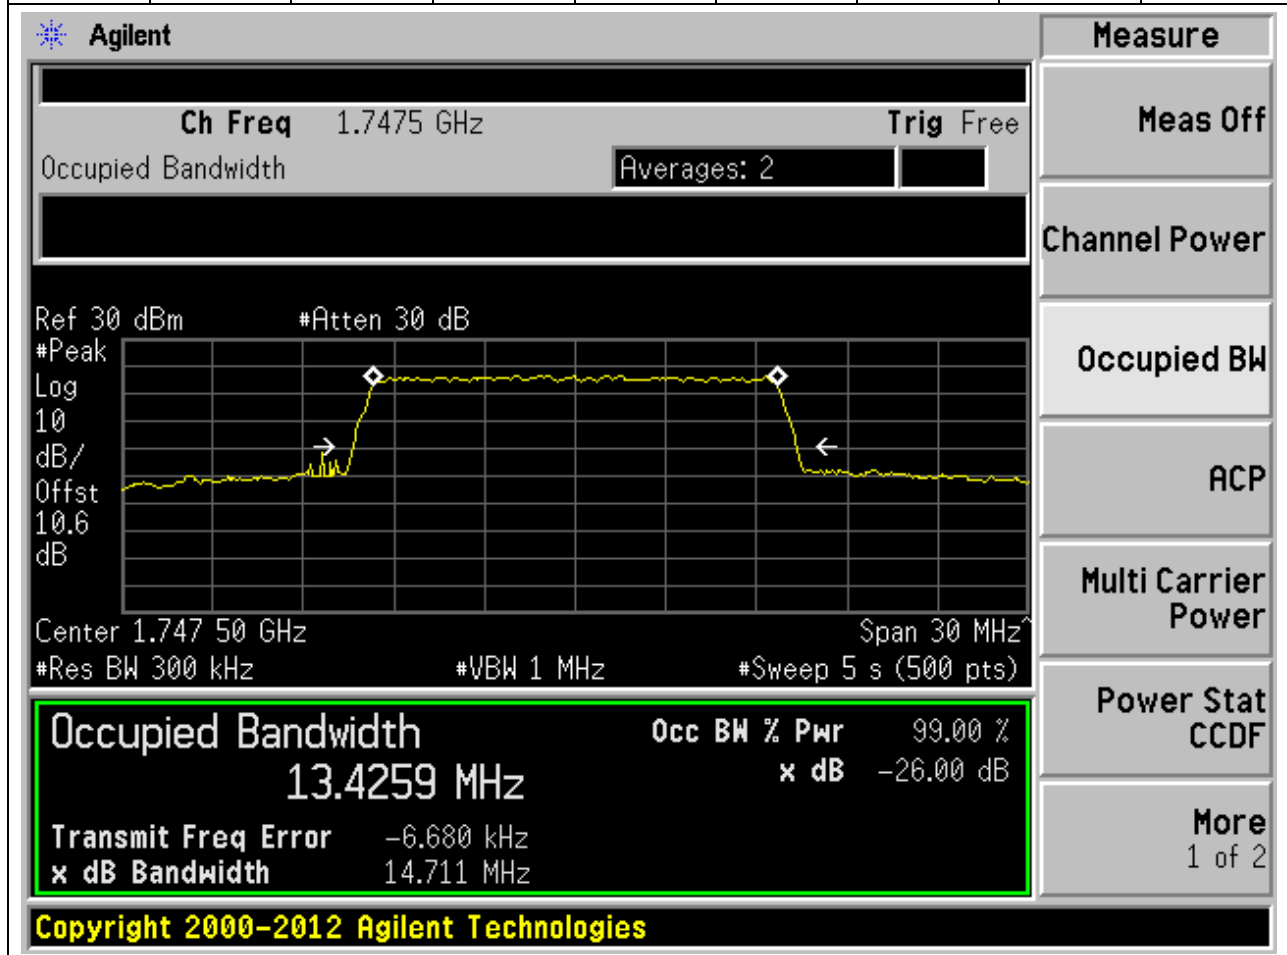 Agilent
Measure
Ch Freq 1.7475 GHz Trig Free
Occupied Bandwidth Averages: 2
Meas Off
Channel Power
Occupied BW
ACP
Multi Carrier
Power
Power Stat
CCDF
More
1 of 2
Ref 30 dBm #Atten 30 dB
#Peak
Log
10
dB/
Offst
10.6
dB
Center 1.747 50 GHz Span 30 MHz^
#Res BW 300 kHz #VBW 1 MHz #Sweep 5 s (500 pts)
Occupied Bandwidth Occ BW % Pwr 99.00 %
13.4259 MHz x dB -26.00 dB
Transmit Freq Error -6.680 kHz
x dB Bandwidth 14.711 MHz
Copyright 2000-2012 Agilent Technologies